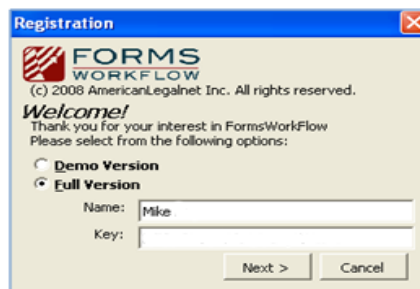 Registration
FORMS
WORKFLOW
(c) 2008 AmericanLegalnet Inc. All rights reserved.
Welcome!
Thank you for your interest in FormsWorkFlow
Please select from the following options:
Demo Version
Full Version
Name: Mike
Key:
Next > Cancel